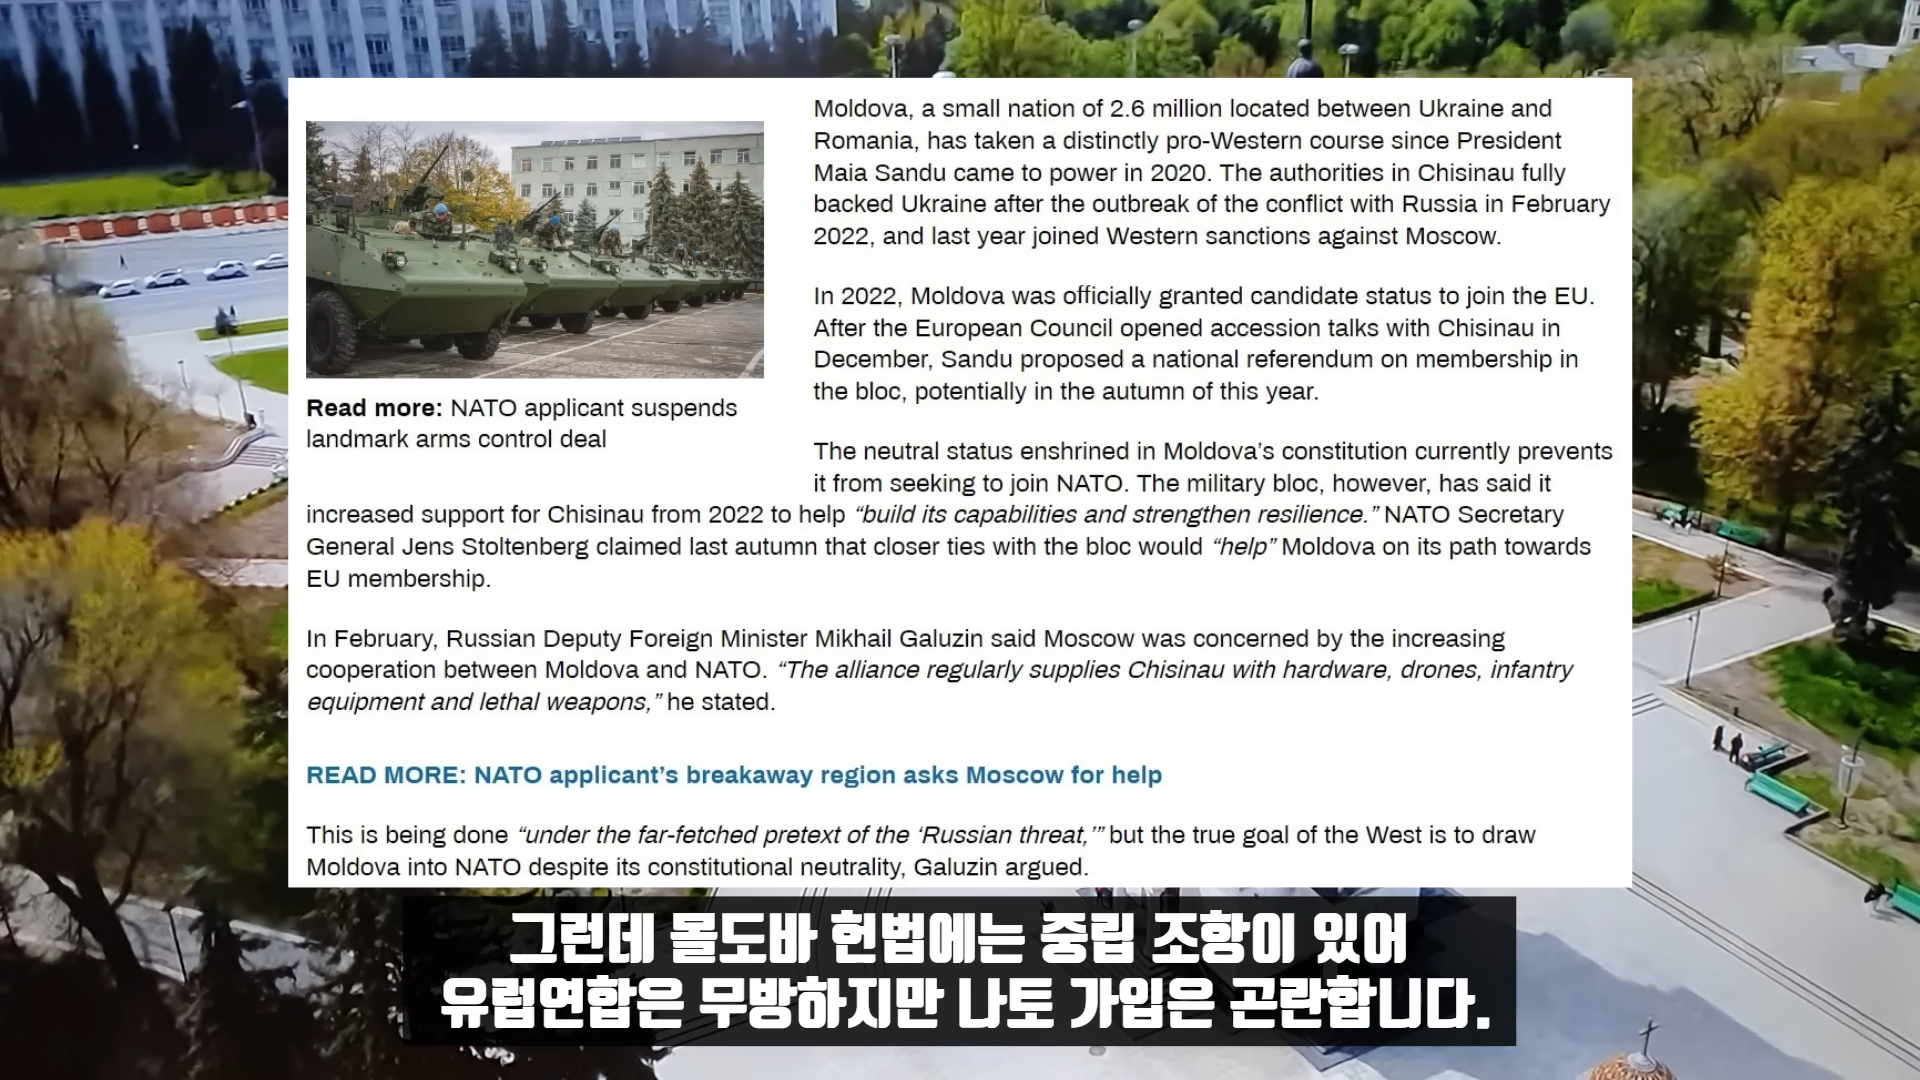 Moldova, a small nation of 2.6 million located between Ukraine and
Romania, has taken a distinctly pro-Western course since President
Maia Sandu came to power in 2020. The authorities in Chisinau fully
backed Ukraine after the outbreak of the conflict with Russia in February
2022, and last year joined Western sanctions against Moscow.
In 2022, Moldova was officially granted candidate status to join the EU.
After the European Council opened accession talks with Chisinau in
December, Sandu proposed a national referendum on membership in
the bloc, potentially in the autumn of this year.
Read more: NATO applicant suspends
landmark arms control deal
The neutral status enshrined in Moldova’s constitution currently prevents
it from seeking to join NATO. The military bloc, however, has said it
increased support for Chisinau from 2022 to help “build its capabilities and strengthen resilience.” NATO Secretary
General Jens Stoltenberg claimed last autumn that closer ties with the bloc would “help” Moldova on its path towards
EU membership.
In February, Russian Deputy Foreign Minister Mikhail Galuzin said Moscow was concerned by the increasing
cooperation between Moldova and NATO. “The alliance regularly supplies Chisinau with hardware, drones, infantry
equipment and lethal weapons,” he stated.
READ MORE: NATO applicant’s breakaway region asks Moscow for help
This is being done “under the far-fetched pretext of the ‘Russian threat,’” but the true goal of the West is to draw
Moldova into NATO despite its constitutional neutrality, Galuzin argued.
그런데 몰도바 헌법에는 중립 조항이 있어
유럽연합은 무방하지만 나토 가입은 곤란합니다.